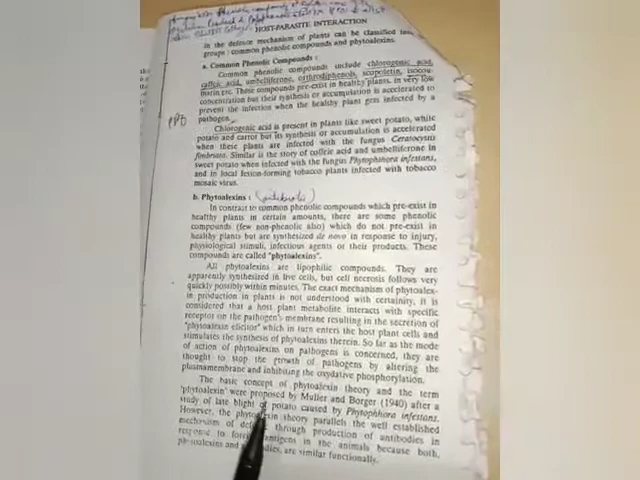 HOST-PARASITE INTERACTION
in the defence mechanism of plants can be classified into
groups : common phenolic compounds and phytoalexins.
a. Common Phenolic Compounds :
Common phenolic compounds include chlorogenic acid,
caffeic acid, umbelliferone, orthodiphenols, scopoletin, isocou-
marin etc. These compounds pre-exist in healthy plants in very low
concentration but their synthesis or accumulation is accelerated to
prevent the infection when the healthy plant gets infected by a
pathogen.
PPO
Chlorogenic acid is present in plants like sweet potato, white
potato and carrot but its synthesis or accumulation is accelerated
when these plants are infected with the fungus Ceratocystis
fimbriata. Similar is the story of coffeic acid and umbelliferone in
sweet potato when infected with the fungus Phytophthora infestans,
and in local lesion-forming tobacco plants infected with tobacco
mosaic virus.
b. Phytoalexins :
In contrast to common phenolic compounds which pre-exist in
healthy plants in certain amounts, there are some phenolic
compounds (few non-phenolic also) which do not pre-exist in
healthy plants but are synthesized de novo in response to injury,
physiological stimuli, infectious agents or their products. These
compounds are called "phytoalexins".
All phytoalexins are lipophilic compounds. They are
apparently synthesized in live cells, but cell necrosis follows very
quickly possibly within minutes. The exact mechanism of phytoalex-
in production in plants is not understood with certainity, it is
considered that a host plant metabolite interacts with specific
receptor on the pathogen's membrane resulting in the secretion of
"phytoalexin elicitor" which in turn enters the host plant cells and
stimulates the synthesis of phytoalexins therein. So far as the mode
of action of phytoalexins on pathogens is concerned, they are
thought to stop the growth of pathogens by altering the
plasmamembrane and inhibiting the oxydative phosphorylation.
The basic concept of phytoalexin theory and the term
'phytoalexin' were proposed by Muller and Borger (1940) after a
study of late blight of potato caused by Phytophthora infestans.
However, the phytoalexin theory parallels the well established
mechanism of through production of antibodies in
response to antigens in the animals because both,
phytoalexins and are similar functionally.